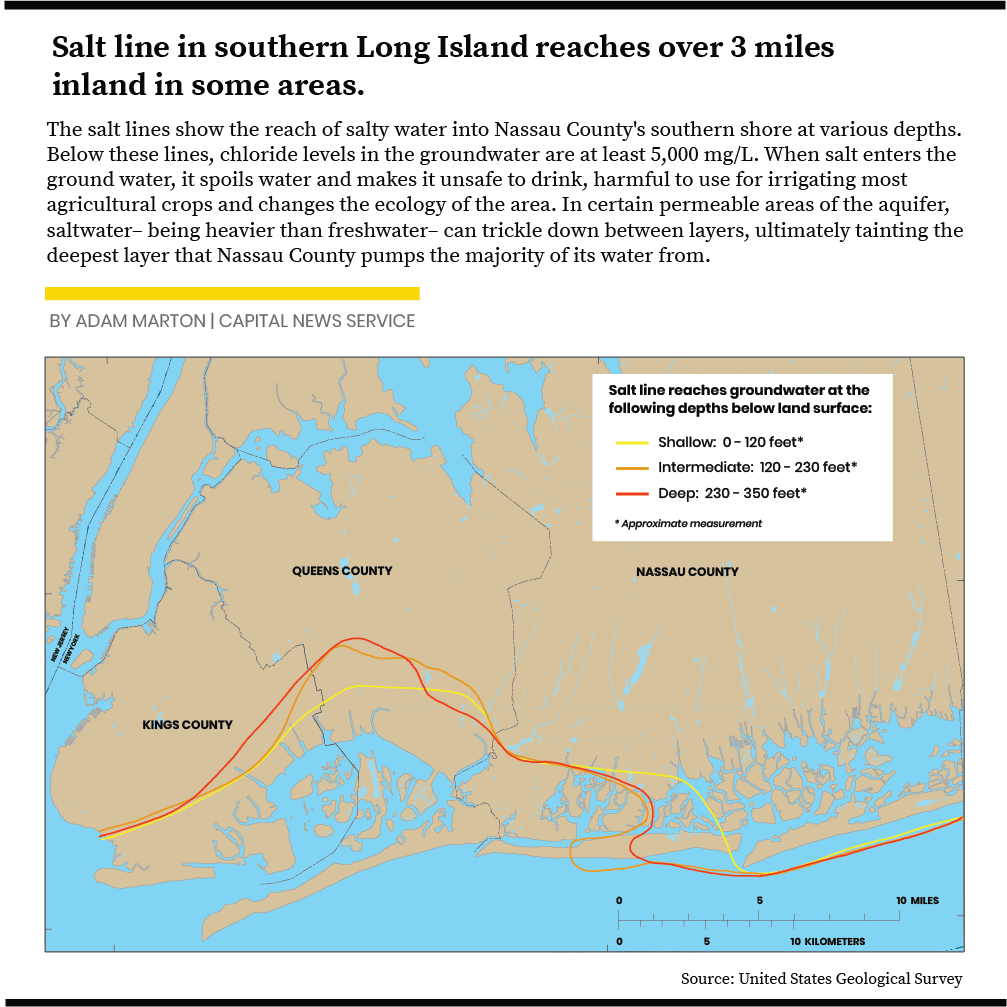 Salt line in southern Long Island reaches over 3 miles
inland in some areas.
The salt lines show the reach of salty water into Nassau County's southern shore at various depths.
Below these lines, chloride levels in the groundwater are at least 5,000 mg/L. When salt enters the
ground water, it spoils water and makes it unsafe to drink, harmful to use for irrigating most
agricultural crops and changes the ecology of the area. In certain permeable areas of the aquifer,
saltwater– being heavier than freshwater– can trickle down between layers, ultimately tainting the
deepest layer that Nassau County pumps the majority of its water from.
BY ADAM MARTON | CAPITAL NEWS SERVICE
Salt line reaches groundwater at the
following depths below land surface:
Shallow: 0 - 120 feet*
Intermediate: 120 - 230 feet*
Deep: 230 - 350 feet*
* Approximate measurement
QUEENS COUNTY
NASSAU COUNTY
NEW JERSEY
NEW YORK
KINGS COUNTY
0 5 10 MILES
0 5 10 KILOMETERS
Source: United States Geological Survey